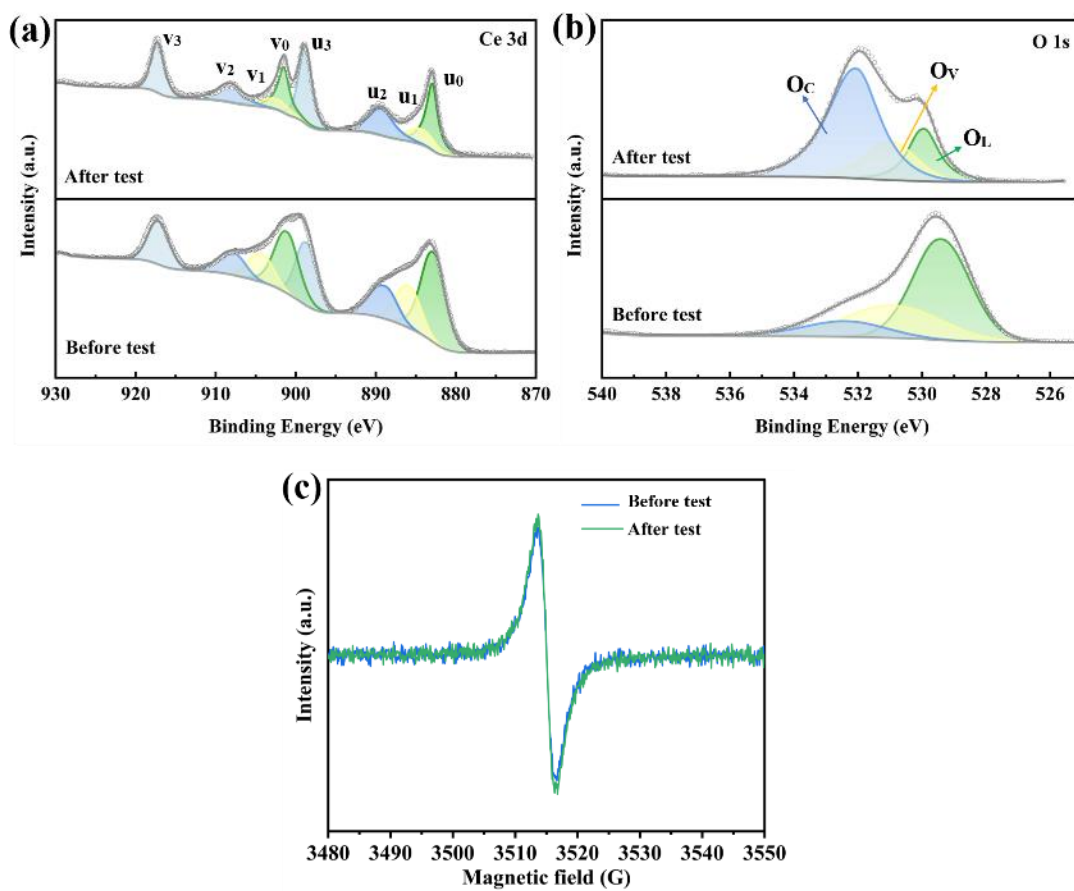 (a)
Ce 3d
v3
v2
v1
v0
u3
u2
u1
u0
After test
Before test
Intensity (a.u.)
930 920 910 900 890 880 870
Binding Energy (eV)
(b)
O 1s
OC
OV
OL
After test
Before test
Intensity (a.u.)
540 538 536 534 532 530 528 526
Binding Energy (eV)
(c)
Before test
After test
Intensity (a.u.)
3480 3490 3500 3510 3520 3530 3540 3550
Magnetic field (G)